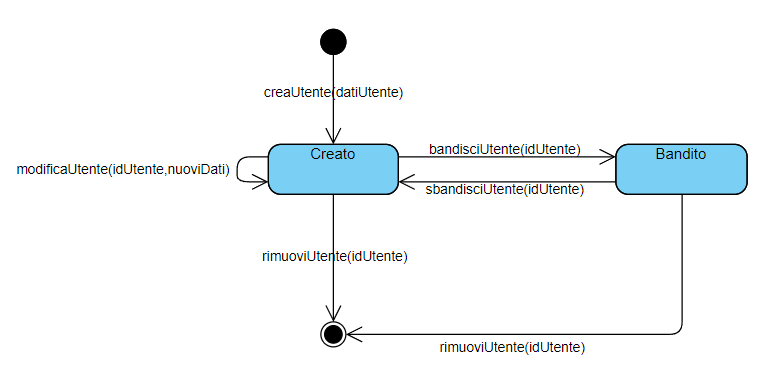 creaUtente(datiUtente)
Creato
bandisciUtente(idUtente)
Bandito
modificaUtente(idUtente,nuoviDati)
sbandisciUtente(idUtente)
rimuoviUtente(idUtente)
rimuoviUtente(idUtente)